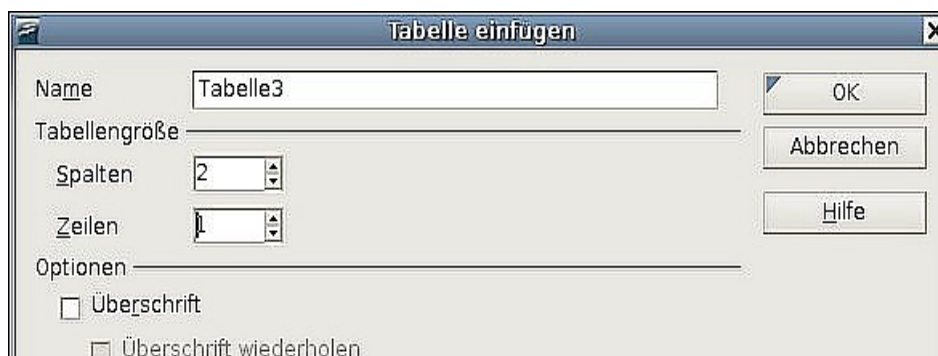 Tabelle einfügen
Name Tabelle3 OK
Tabellengröße Abbrechen
Spalten 2
Zeilen 1 Hilfe
Optionen
Überschrift
Überschrift wiederholen